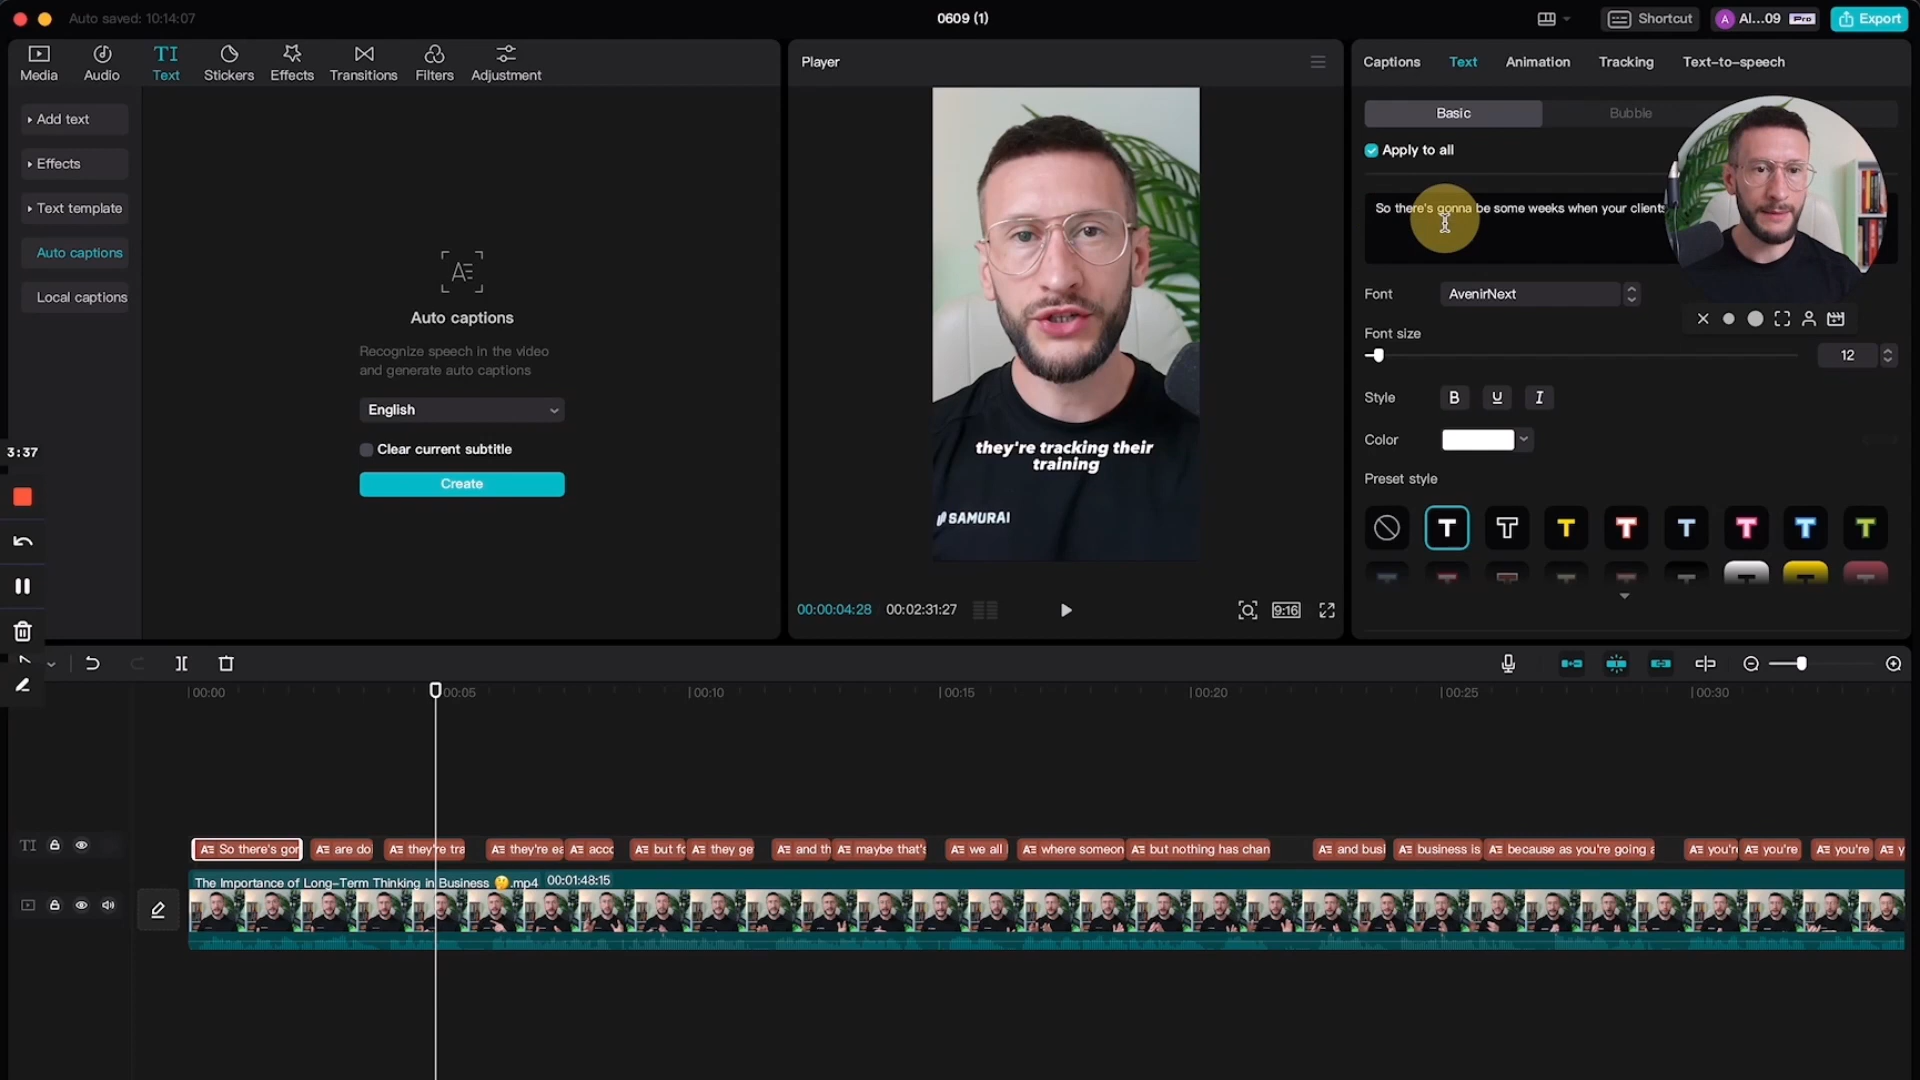 Auto saved: 10:14:07
0609 (1)
Shortcut
A
Al...09
Pro
Export
Media
Audio
TI
Text
Stickers
Effects
Transitions
Filters
Adjustment
Add text
Effects
Text template
Auto captions
Local captions
Auto captions
Recognize speech in the video
and generate auto captions
English
Clear current subtitle
Create
Player
they're tracking their
training
SAMURAI
00:00:04:28
00:02:31:27
9:16
Captions
Text
Animation
Tracking
Text-to-speech
Basic
Bubble
Apply to all
So there's gonna be some weeks when your clients
Font
AvenirNext
Font size
12
Style
B
U
I
Color
Preset style
3:37
00:00
00:05
00:10
00:15
00:20
00:25
00:30
TI
So there's gon
are do
they're tra
they're ea
acco
but fo
they ge
and th
maybe that's
we all
where someon
but nothing has chan
and busi
business is
because as you're going a
you'r
you're
you're
y
The Importance of Long-Term Thinking in Business 🤔.mp4
00:01:48:15